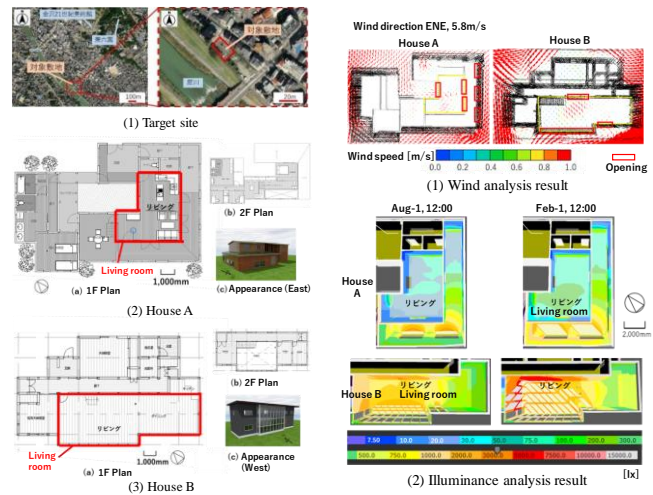 対象敷地
対象敷地
犀川
100m
20m
(1) Target site
リビング
Living room
1,000mm
(a) 1F Plan
(b) 2F Plan
(c) Appearance (East)
(2) House A
リビング
Living room
(a) 1F Plan
1,000mm
(b) 2F Plan
(c) Appearance
(West)
(3) House B
Wind direction ENE, 5.8m/s
House A
House B
Wind speed [m/s]
0.0 0.2 0.4 0.6 0.8 1.0
Opening
(1) Wind analysis result
Aug-1, 12:00
Feb-1, 12:00
House
A
リビング
リビング
Living room
2,000mm
House B
リビング
Living room
リビング
7.50 10.0 20.0 30.0 50.0 75.0 100.0 200.0 300.0
500.0 750.0 1000.0 2000.0 3000.0 5000.0 7500.0 10000.0 15000.0
[lx]
(2) Illuminance analysis result